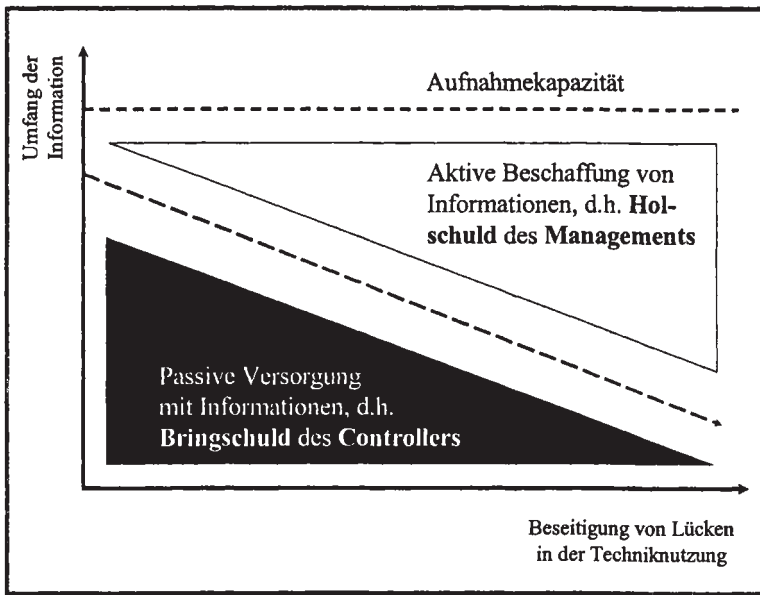 Umfang der
Information
Aufnahmekapazität
Aktive Beschaffung von
Informationen, d.h. Hol-
schuld des Managements
Passive Versorgung
mit Informationen, d.h.
Bringschuld des Controllers
Beseitigung von Lücken
in der Techniknutzung